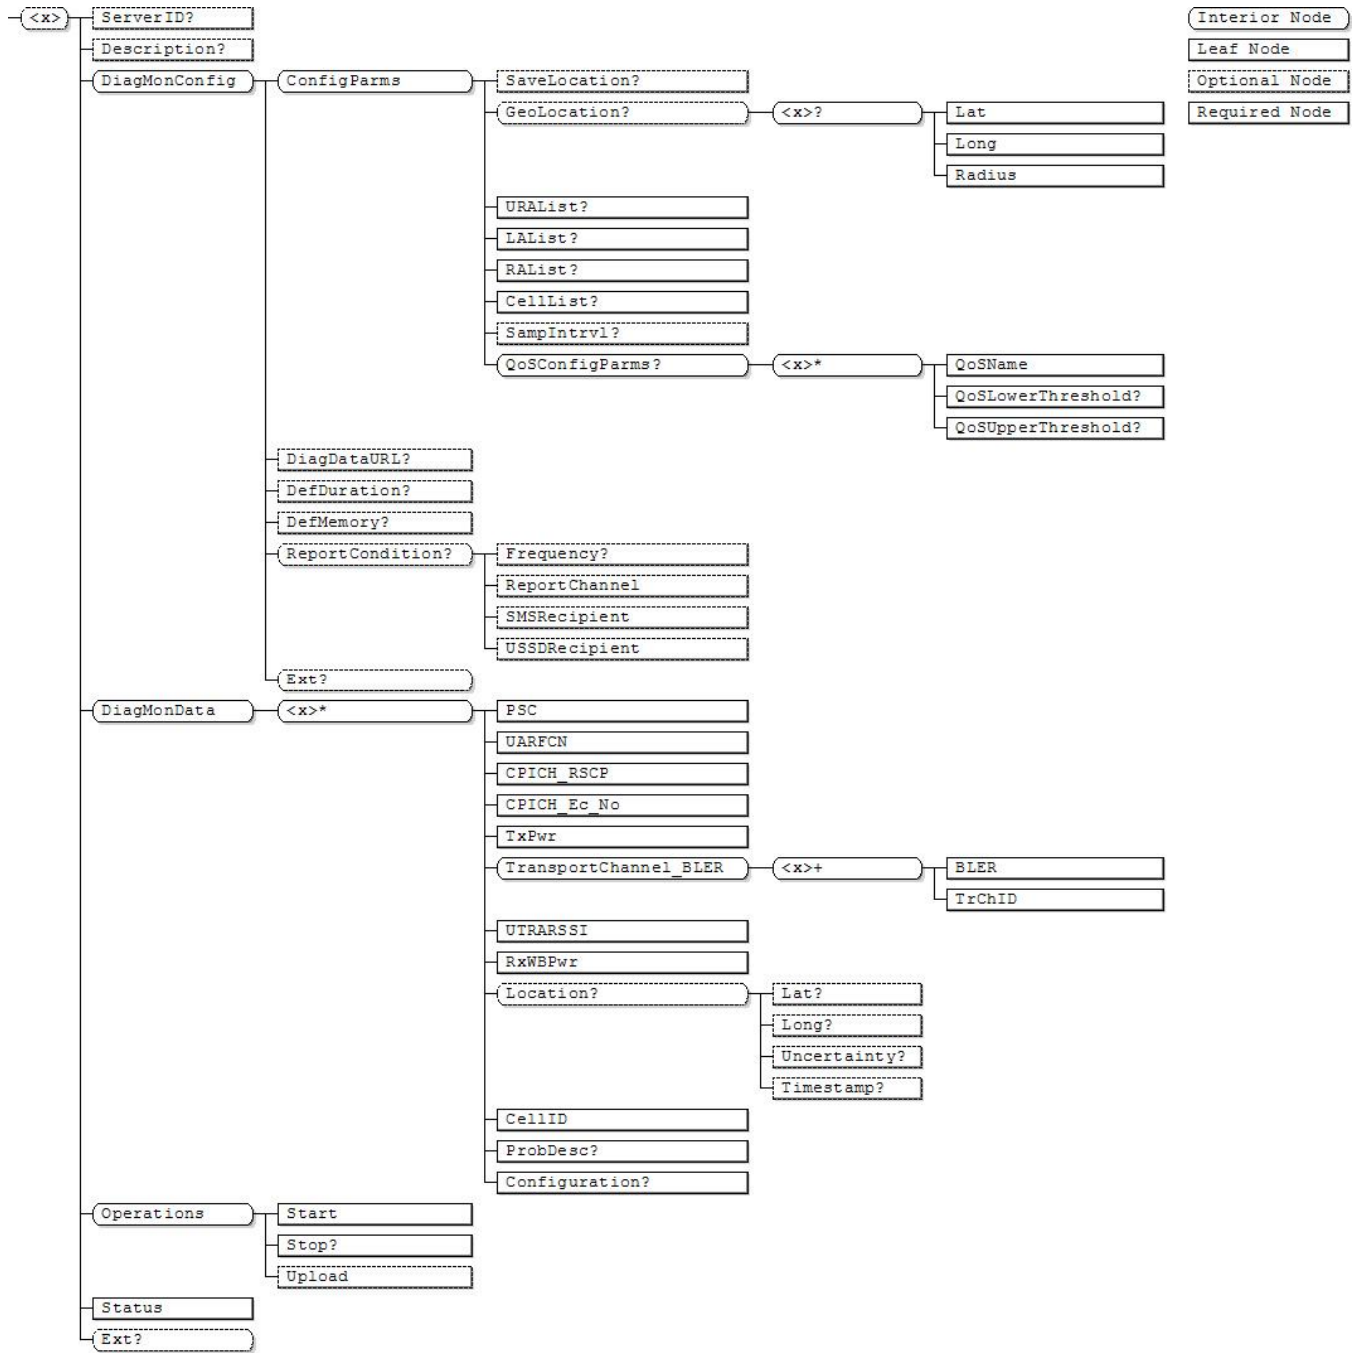 <x>
ServerID?
Interior Node
Description?
Leaf Node
DiagMonConfig
ConfigParms
SaveLocation?
Optional Node
GeoLocation?
<x>?
Lat
Required Node
Long
Radius
URAList?
LAList?
RAList?
CellList?
SampIntrvl?
QoSConfigParms?
<x>*
QoSName
QoSLowerThreshold?
QoSUpperThreshold?
DiagDataURL?
DefDuration?
DefMemory?
ReportCondition?
Frequency?
ReportChannel
SMSRecipient
USSDRecipient
Ext?
DiagMonData
<x>*
PSC
UARFCN
CPICH_RSCP
CPICH_Ec_No
TxPwr
TransportChannel_BLER
<x>+
BLER
TrChID
UTRARSSI
RxWBPwr
Location?
Lat?
Long?
Uncertainty?
Timestamp?
CellID
ProbDesc?
Configuration?
Operations
Start
Stop?
Upload
Status
Ext?